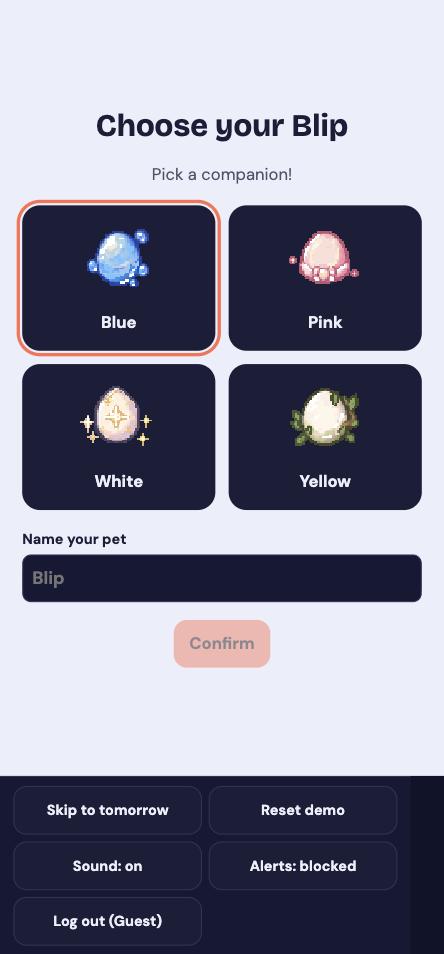 Choose your Blip
Pick a companion!
Blue
Pink
White
Yellow
Name your pet
Blip
Confirm
Skip to tomorrow
Reset demo
Sound: on
Alerts: blocked
Log out (Guest)